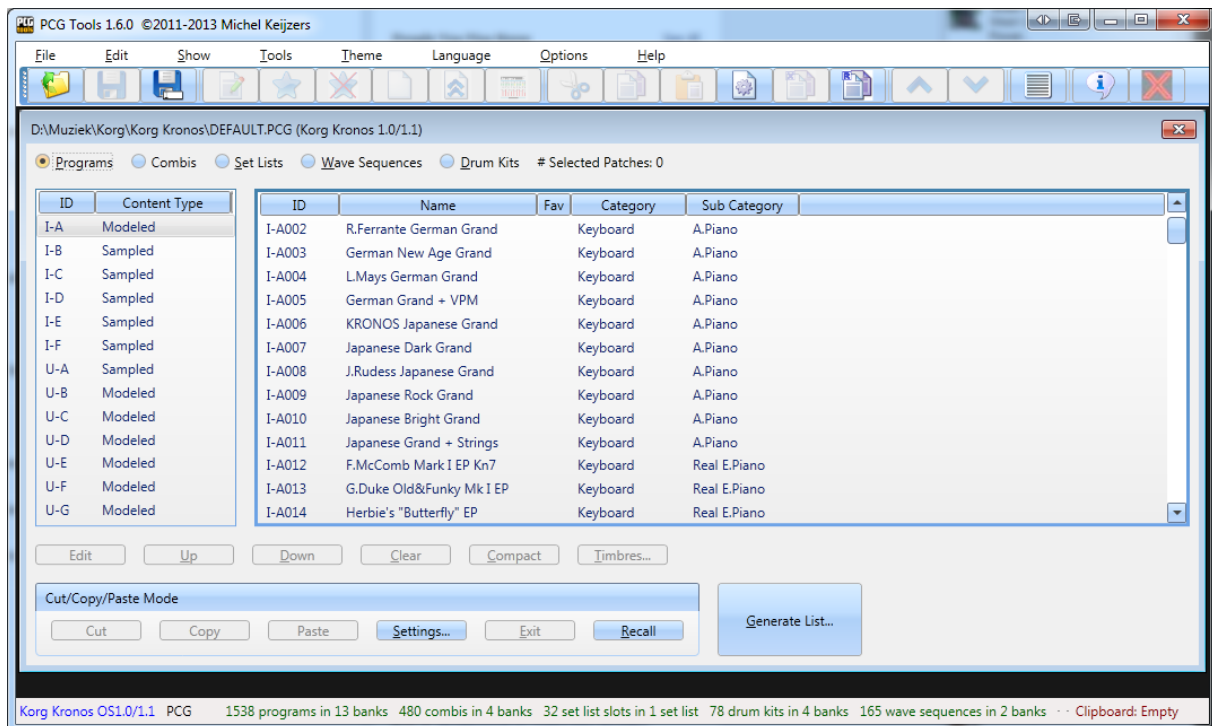 PCG Tools 1.6.0 ©2011-2013 Michel Keijzers
File Edit Show Tools Theme Language Options Help
D:\Muziek\Korg\Korg Kronos\DEFAULT.PCG (Korg Kronos 1.0/1.1)
Programs Combis Set Lists Wave Sequences Drum Kits # Selected Patches: 0
ID Content Type
I-A Modeled
I-B Sampled
I-C Sampled
I-D Sampled
I-E Sampled
I-F Sampled
U-A Sampled
U-B Modeled
U-C Modeled
U-D Modeled
U-E Modeled
U-F Modeled
U-G Modeled
ID Name Fav Category Sub Category
I-A002 R.Ferrante German Grand Keyboard A.Piano
I-A003 German New Age Grand Keyboard A.Piano
I-A004 L.Mays German Grand Keyboard A.Piano
I-A005 German Grand + VPM Keyboard A.Piano
I-A006 KRONOS Japanese Grand Keyboard A.Piano
I-A007 Japanese Dark Grand Keyboard A.Piano
I-A008 J.Rudess Japanese Grand Keyboard A.Piano
I-A009 Japanese Rock Grand Keyboard A.Piano
I-A010 Japanese Bright Grand Keyboard A.Piano
I-A011 Japanese Grand + Strings Keyboard A.Piano
I-A012 F.McComb Mark I EP Kn7 Keyboard Real E.Piano
I-A013 G.Duke Old&Funky Mk I EP Keyboard Real E.Piano
I-A014 Herbie's "Butterfly" EP Keyboard Real E.Piano
Edit Up Down Clear Compact Timbres...
Cut/Copy/Paste Mode
Cut Copy Paste Settings... Exit Recall
Generate List...
Korg Kronos OS1.0/1.1 PCG 1538 programs in 13 banks 480 combis in 4 banks 32 set list slots in 1 set list 78 drum kits in 4 banks 165 wave sequences in 2 banks - - Clipboard: Empty